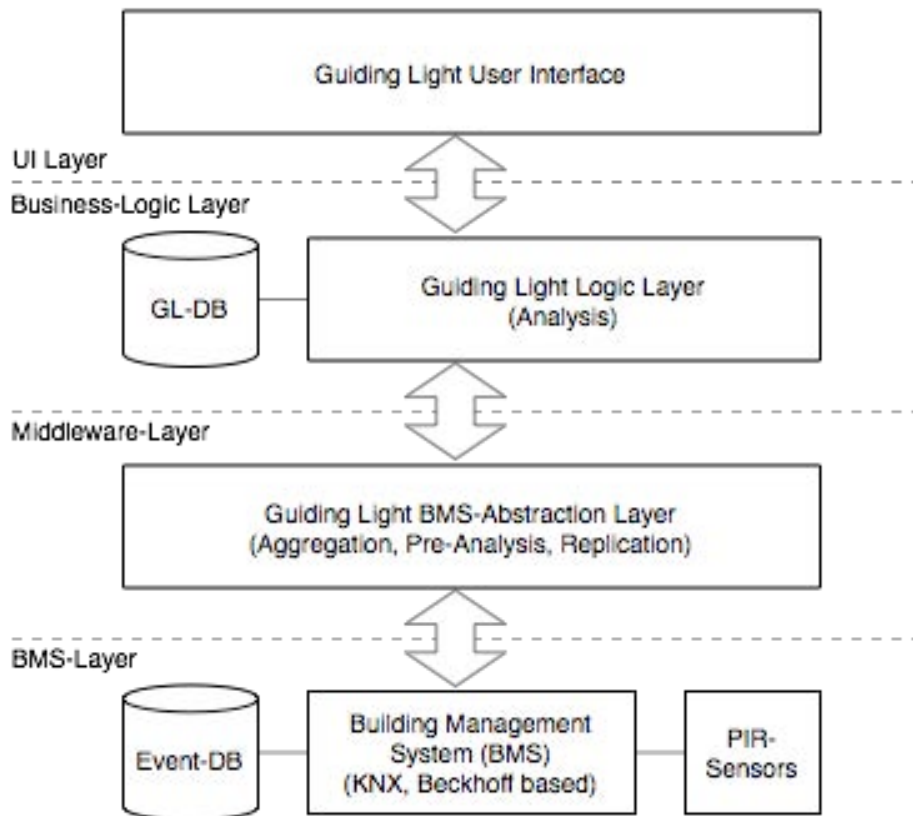 Guiding Light User Interface
UI Layer
Business-Logic Layer
GL-DB
Guiding Light Logic Layer
(Analysis)
Middleware-Layer
Guiding Light BMS-Abstraction Layer
(Aggregation, Pre-Analysis, Replication)
BMS-Layer
Event-DB
Building Management
System (BMS)
(KNX, Beckhoff based)
PIR-
Sensors